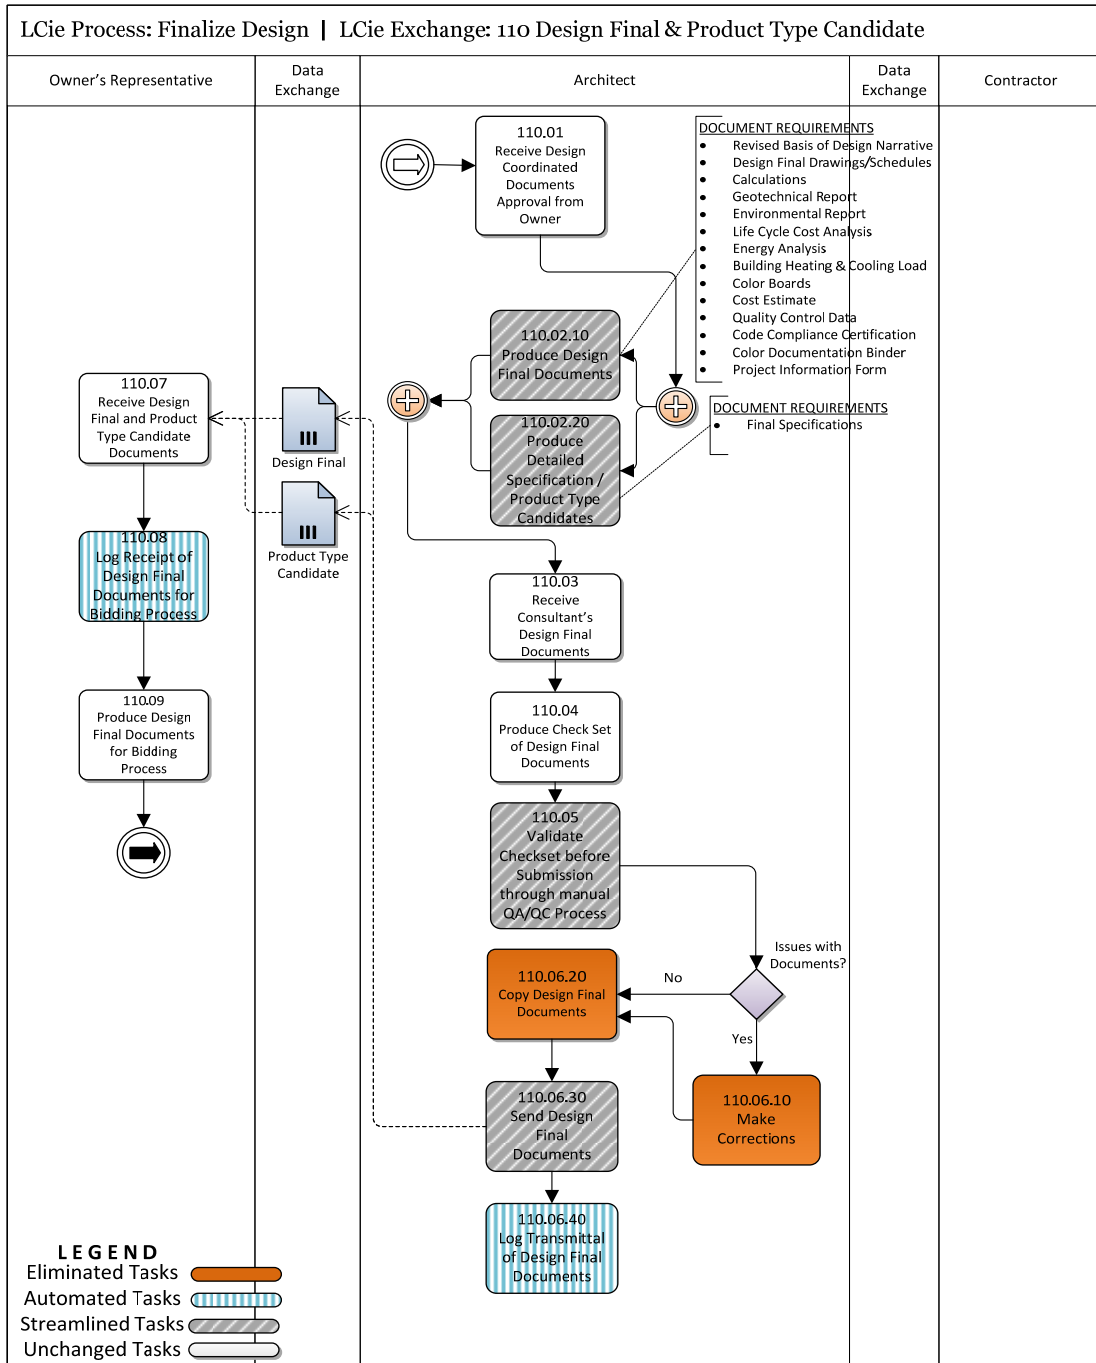 LCie Process: Finalize Design | LCie Exchange: 110 Design Final & Product Type Candidate
Owner's Representative
Data
Exchange
Architect
Data
Exchange
Contractor
110.01
Receive Design
Coordinated
Documents
Approval from
Owner
DOCUMENT REQUIREMENTS
• Revised Basis of Design Narrative
• Design Final Drawings/Schedules
• Calculations
• Geotechnical Report
• Environmental Report
• Life Cycle Cost Analysis
• Energy Analysis
• Building Heating & Cooling Load
• Color Boards
• Cost Estimate
• Quality Control Data
• Code Compliance Certification
• Color Documentation Binder
• Project Information Form
110.02.10
Produce Design
Final Documents
DOCUMENT REQUIREMENTS
• Final Specifications
110.02.20
Produce
Detailed
Specification /
Product Type
Candidates
110.07
Receive Design
Final and Product
Type Candidate
Documents
Design Final
Product Type
Candidate
110.08
Log Receipt of
Design Final
Documents for
Bidding Process
110.03
Receive
Consultant's
Design Final
Documents
110.09
Produce Design
Final Documents
for Bidding
Process
110.04
Produce Check Set
of Design Final
Documents
110.05
Validate
Checkset before
Submission
through manual
QA/QC Process
Issues with
Documents?
No
Yes
110.06.20
Copy Design Final
Documents
110.06.10
Make
Corrections
110.06.30
Send Design
Final
Documents
110.06.40
Log Transmittal
of Design Final
Documents
LEGEND
Eliminated Tasks
Automated Tasks
Streamlined Tasks
Unchanged Tasks